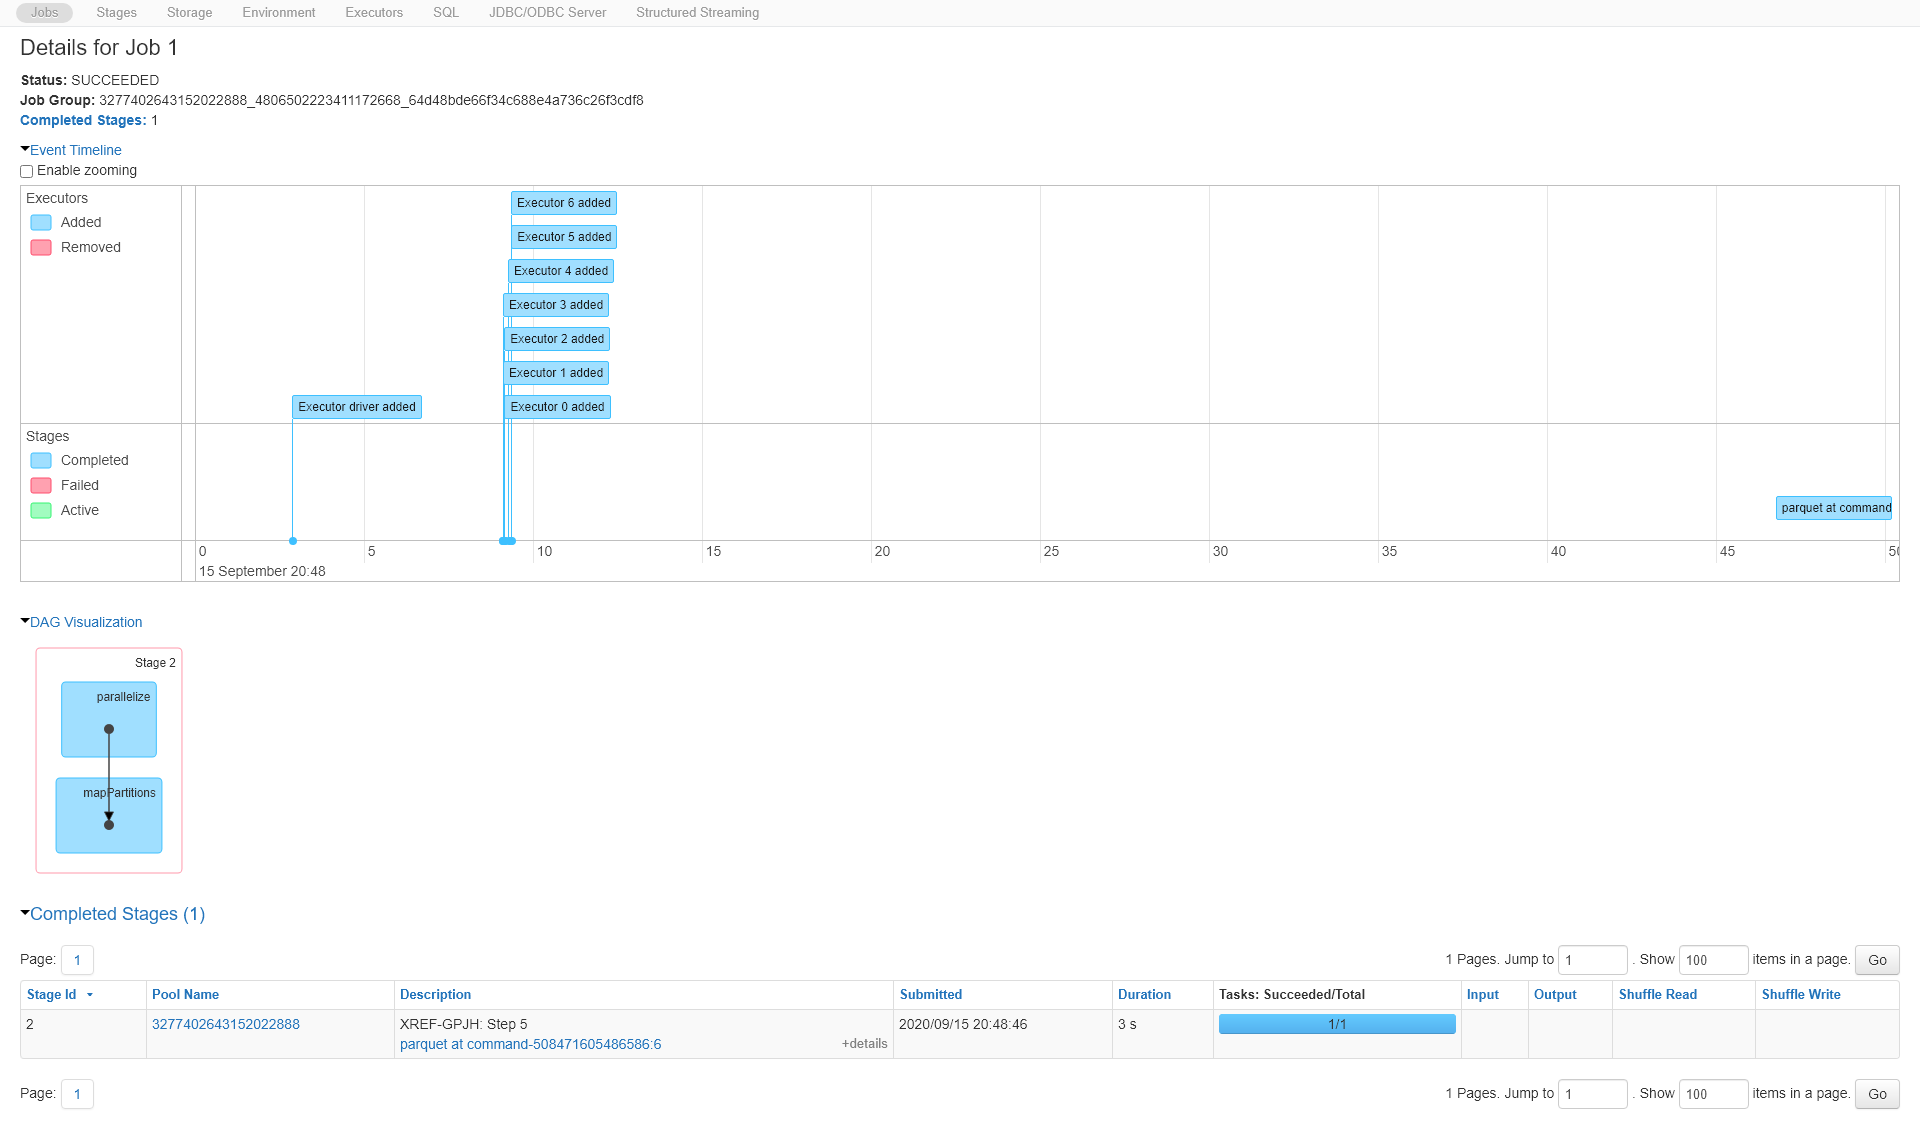 Jobs Stages Storage Environment Executors SQL JDBC/ODBC Server Structured Streaming
Details for Job 1
Status: SUCCEEDED
Job Group: 3277402643152022888_4806502223411172668_64d48bde66f34c688e4a736c26f3cdf8
Completed Stages: 1
Event Timeline
Enable zooming
Executors
Added
Removed
Executor 6 added
Executor 5 added
Executor 4 added
Executor 3 added
Executor 2 added
Executor 1 added
Executor driver added Executor 0 added
Stages
Completed
Failed
Active
parquet at command
0 5 10 15 20 25 30 35 40 45 50
15 September 20:48
DAG Visualization
Stage 2
parallelize
mapPartitions
Completed Stages (1)
Page: 1 1 Pages. Jump to 1 . Show 100 items in a page. Go
Stage Id Pool Name Description Submitted Duration Tasks: Succeeded/Total Input Output Shuffle Read Shuffle Write
2 3277402643152022888 XREF-GPJH: Step 5 2020/09/15 20:48:46 3 s 1/1
parquet at command-508471605486586:6 +details
Page: 1 1 Pages. Jump to 1 . Show 100 items in a page. Go